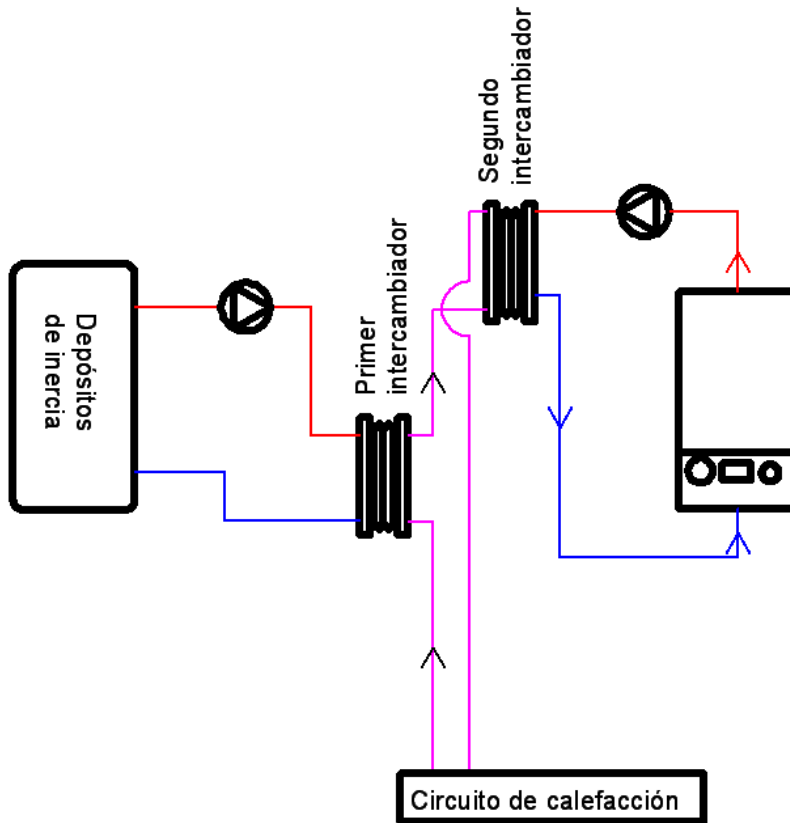 Segundo
intercambiador
Primer
intercambiador
Depósitos
de inercia
Circuito de calefacción